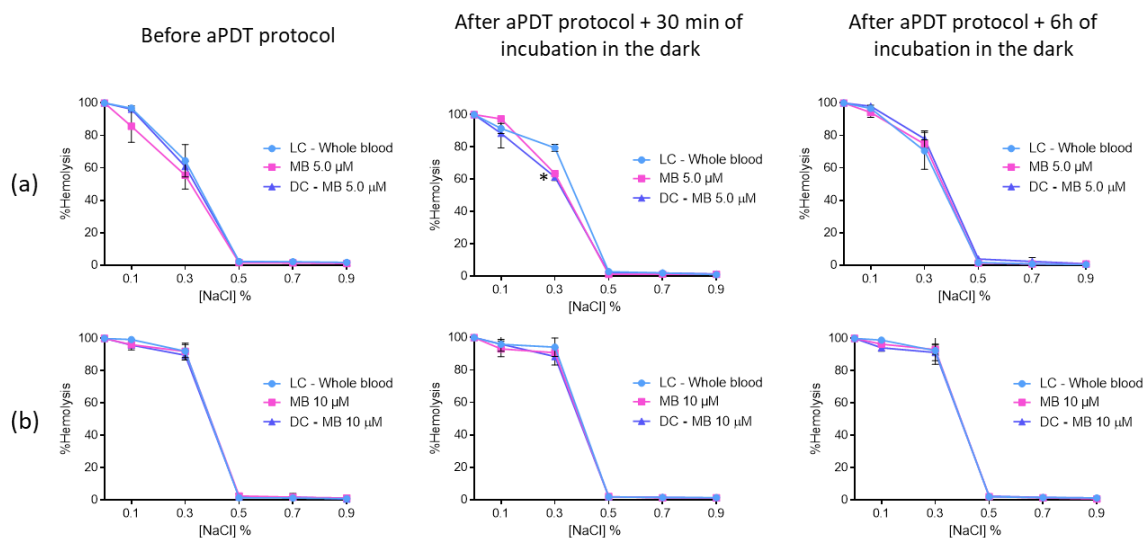 Before aPDT protocol
After aPDT protocol + 30 min of
incubation in the dark
After aPDT protocol + 6h of
incubation in the dark
(a)
%Hemolysis
100
80
60
40
20
0
0.1 0.3 0.5 0.7 0.9
[NaCl] %
LC - Whole blood
MB 5.0 µM
DC - MB 5.0 µM
%Hemolysis
100
80
60
40
20
0
*
0.1 0.3 0.5 0.7 0.9
[NaCl] %
LC - Whole blood
MB 5.0 µM
DC - MB 5.0 µM
%Hemolysis
100
80
60
40
20
0
0.1 0.3 0.5 0.7 0.9
[NaCl] %
LC - Whole blood
MB 5.0 µM
DC - MB 5.0 µM
(b)
%Hemolysis
100
80
60
40
20
0
0.1 0.3 0.5 0.7 0.9
[NaCl] %
LC - Whole blood
MB 10 µM
DC - MB 10 µM
%Hemolysis
100
80
60
40
20
0
0.1 0.3 0.5 0.7 0.9
[NaCl] %
LC - Whole blood
MB 10 µM
DC - MB 10 µM
%Hemolysis
100
80
60
40
20
0
0.1 0.3 0.5 0.7 0.9
[NaCl] %
LC - Whole blood
MB 10 µM
DC - MB 10 µM